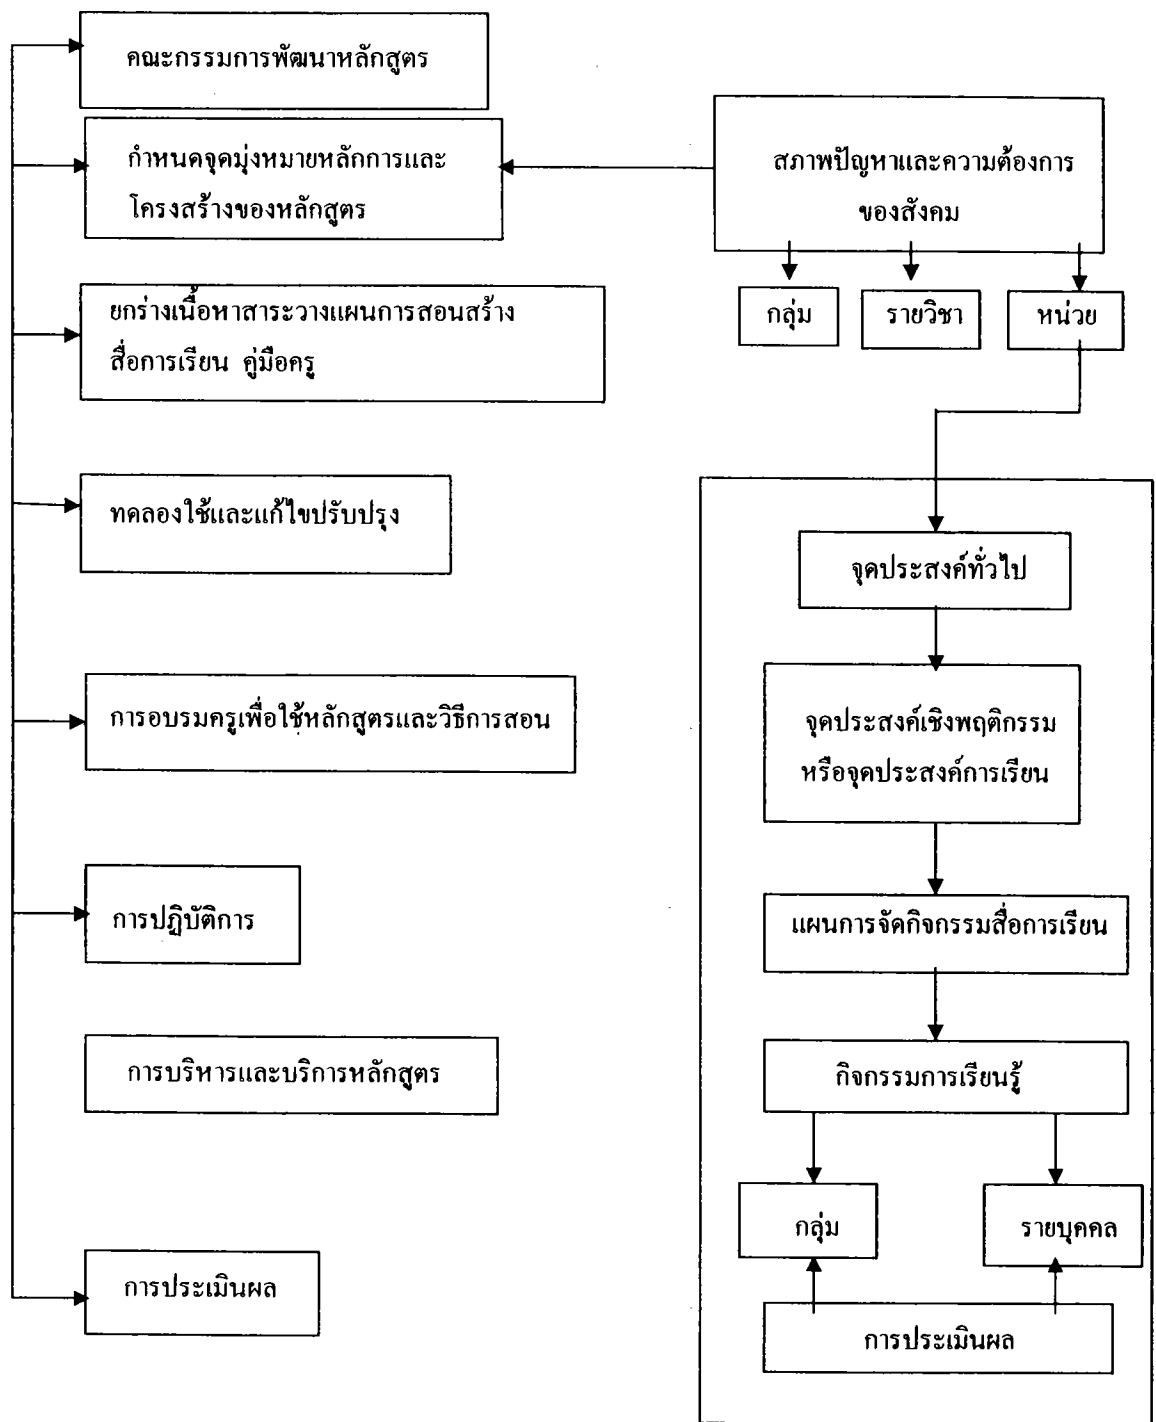 คณะกรรมการพัฒนาหลักสูตร
กำหนดจุดมุ่งหมายหลักการและ
โครงสร้างของหลักสูตร
ยกร่างเนื้อหาสาระวางแผนการสอนสร้าง
สื่อการเรียน คู่มือครู
ทดลองใช้และแก้ไขปรับปรุง
การอบรมครูเพื่อใช้หลักสูตรและวิธีการสอน
การปฏิบัติการ
การบริหารและบริการหลักสูตร
การประเมินผล
สภาพปัญหาและความต้องการ
ของสังคม
กลุ่ม
รายวิชา
หน่วย
จุดประสงค์ทั่วไป
จุดประสงค์เชิงพฤติกรรม
หรือจุดประสงค์การเรียน
แผนการจัดกิจกรรมสื่อการเรียน
กิจกรรมการเรียนรู้
กลุ่ม
รายบุคคล
การประเมินผล